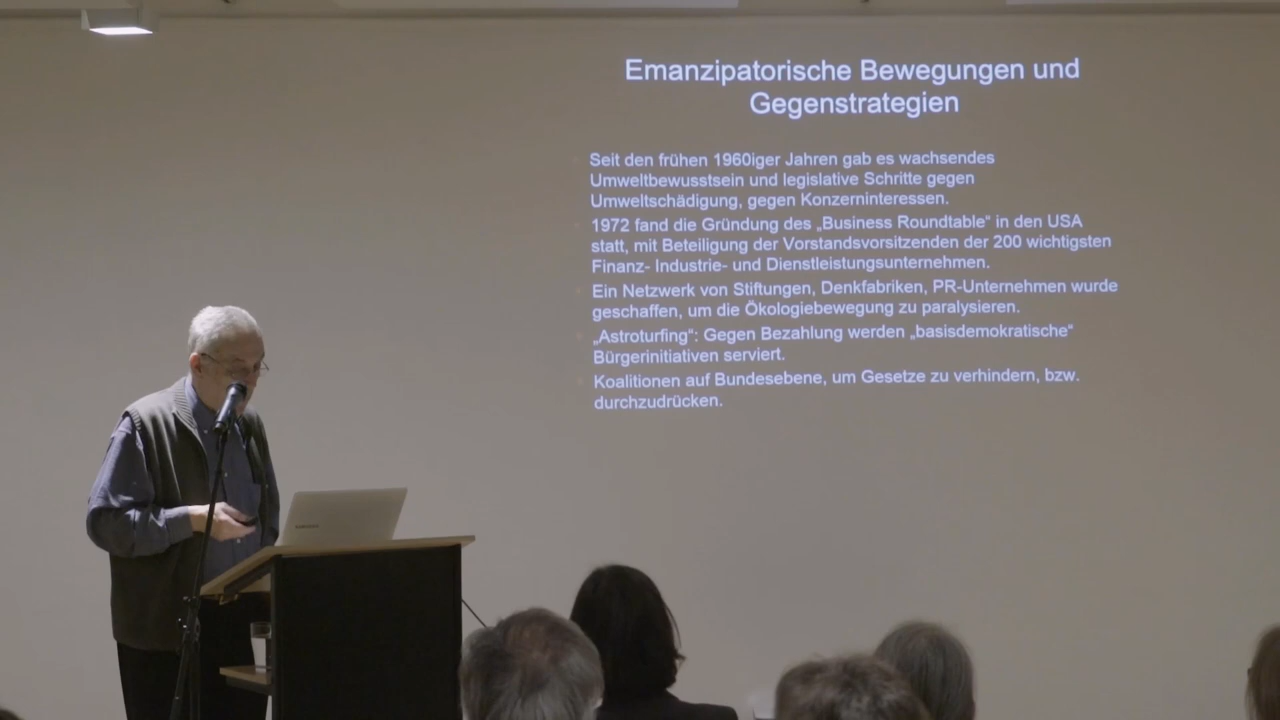 Emanzipatorische Bewegungen und
Gegenstrategien
Seit den frühen 1960iger Jahren gab es wachsendes
Umweltbewusstsein und legislative Schritte gegen
Umweltschädigung, gegen Konzerninteressen.
1972 fand die Gründung des „Business Roundtable“ in den USA
statt, mit Beteiligung der Vorstandsvorsitzenden der 200 wichtigsten
Finanz- Industrie- und Dienstleistungsunternehmen.
Ein Netzwerk von Stiftungen, Denkfabriken, PR-Unternehmen wurde
geschaffen, um die Ökologiebewegung zu paralysieren.
„Astroturfing“: Gegen Bezahlung werden „basisdemokratische“
Bürgerinitiativen serviert.
Koalitionen auf Bundesebene, um Gesetze zu verhindern, bzw.
durchzudrücken.
SAMSUNG